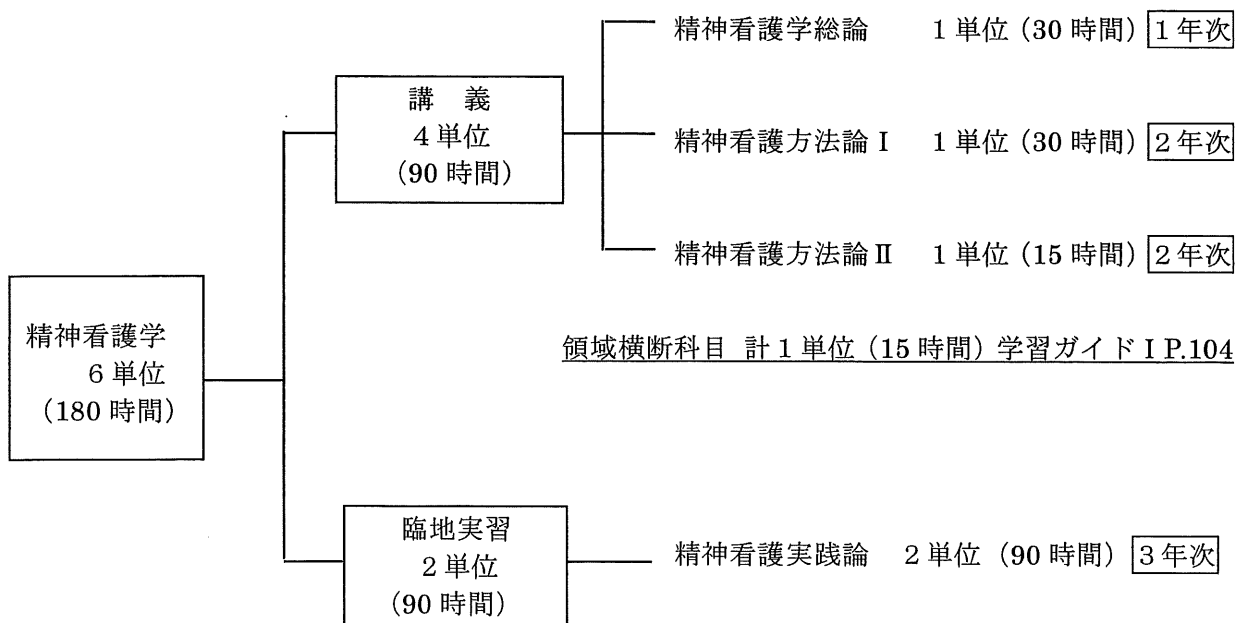 精神看護学
6単位
(180時間)
講 義
4単位
(90時間)
精神看護学総論 1単位(30時間) 1年次
精神看護方法論Ⅰ 1単位(30時間) 2年次
精神看護方法論Ⅱ 1単位(15時間) 2年次
領域横断科目 計1単位(15時間)学習ガイドⅠ P.104
臨地実習
2単位
(90時間)
精神看護実践論 2単位(90時間) 3年次